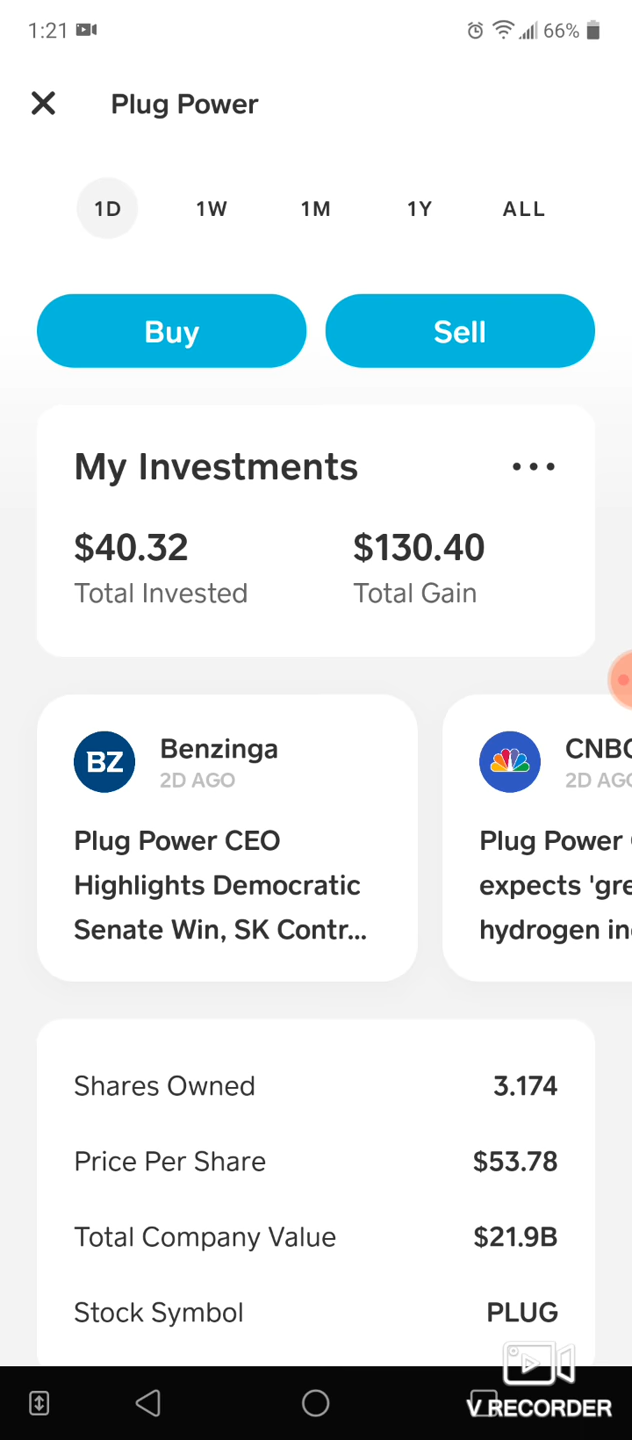 1:21 66%
Plug Power
1D 1W 1M 1Y ALL
Buy Sell
My Investments
$40.32 $130.40
Total Invested Total Gain
BZ Benzinga
2D AGO
Plug Power CEO
Highlights Democratic
Senate Win, SK Contr...
CNBC
2D AGO
Plug Power
expects 'gre
hydrogen in
Shares Owned 3.174
Price Per Share $53.78
Total Company Value $21.9B
Stock Symbol PLUG
V RECORDER